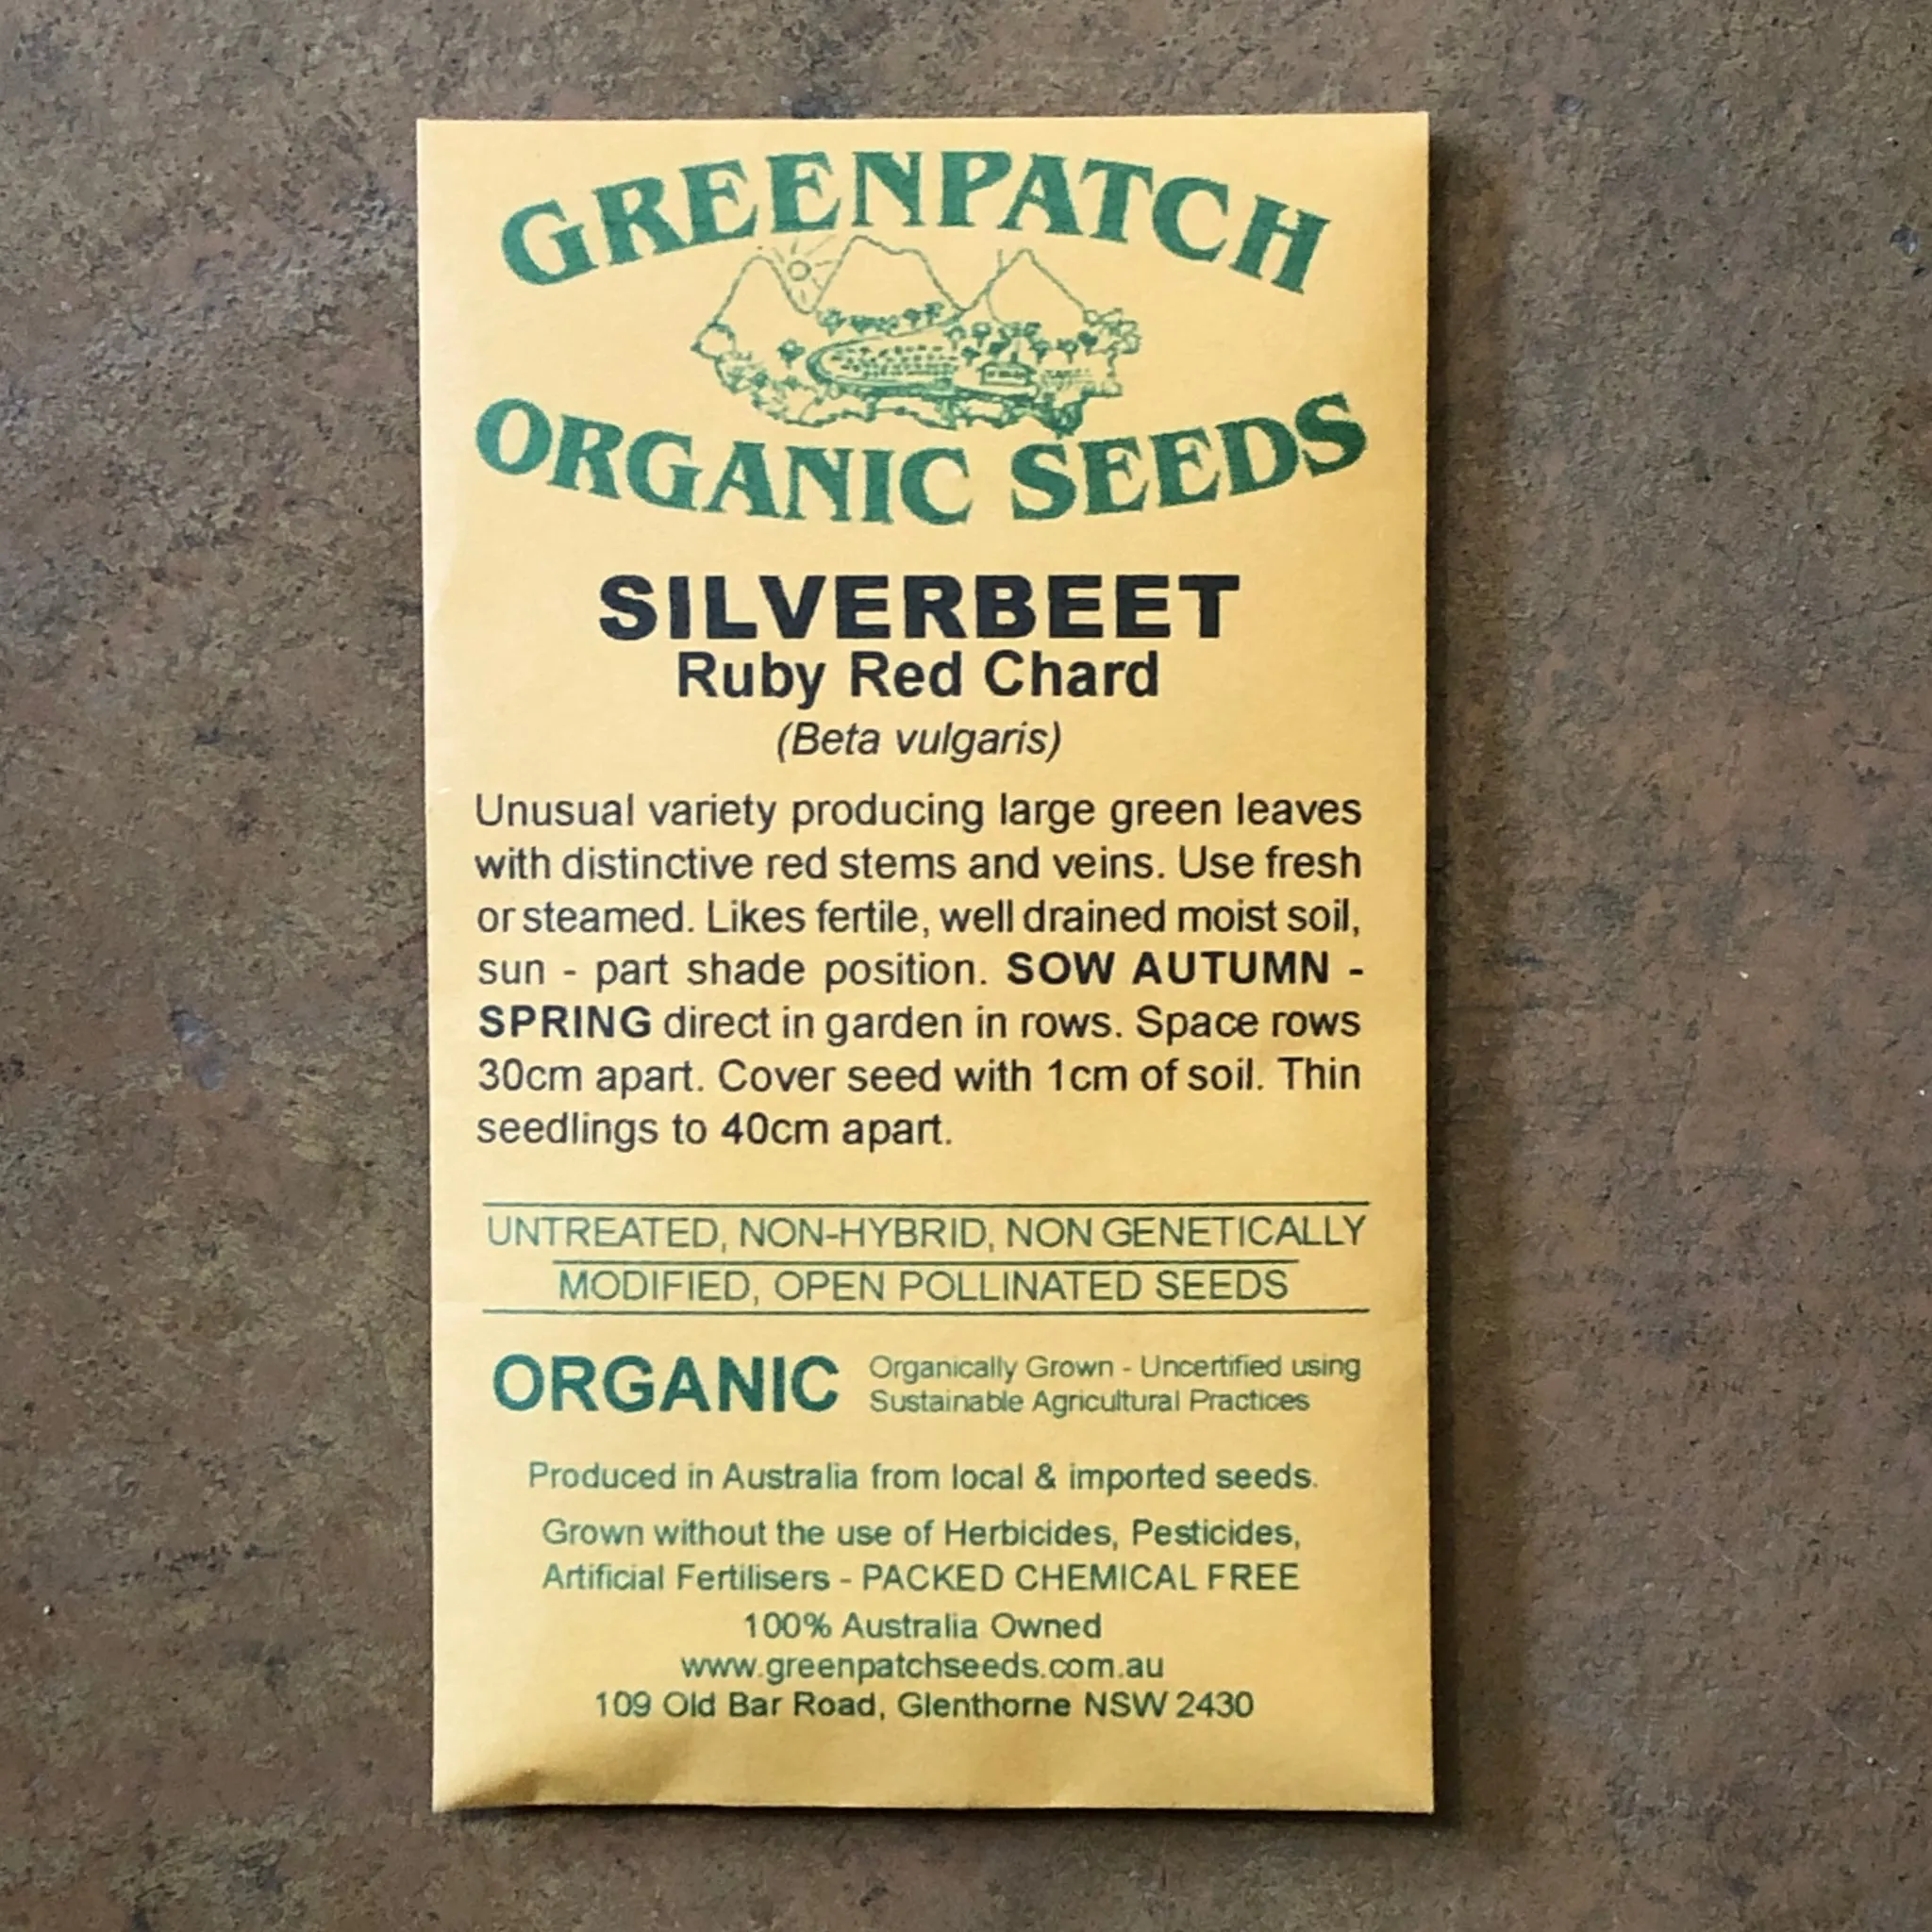 GREENPATCH
ORGANIC SEEDS
SILVERBEET
Ruby Red Chard
(Beta vulgaris)
Unusual variety producing large green leaves
with distinctive red stems and veins. Use fresh
or steamed. Likes fertile, well drained moist soil,
sun - part shade position. SOW AUTUMN -
SPRING direct in garden in rows. Space rows
30cm apart. Cover seed with 1cm of soil. Thin
seedlings to 40cm apart.
UNTREATED, NON-HYBRID, NON GENETICALLY
MODIFIED, OPEN POLLINATED SEEDS
ORGANIC
Organically Grown - Uncertified using
Sustainable Agricultural Practices
Produced in Australia from local & imported seeds.
Grown without the use of Herbicides, Pesticides,
Artificial Fertilisers - PACKED CHEMICAL FREE
100% Australia Owned
www.greenpatchseeds.com.au
109 Old Bar Road, Glenthorne NSW 2430